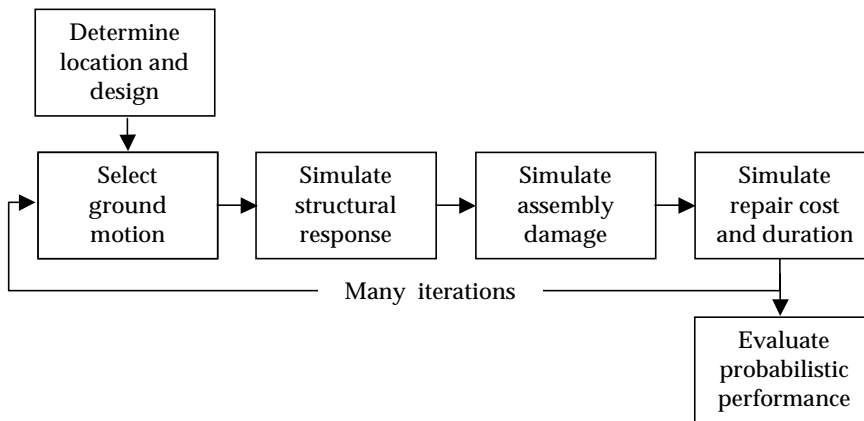 Determine
location and
design
Select
ground
motion
Simulate
structural
response
Simulate
assembly
damage
Simulate
repair cost
and duration
Many iterations
Evaluate
probabilistic
performance